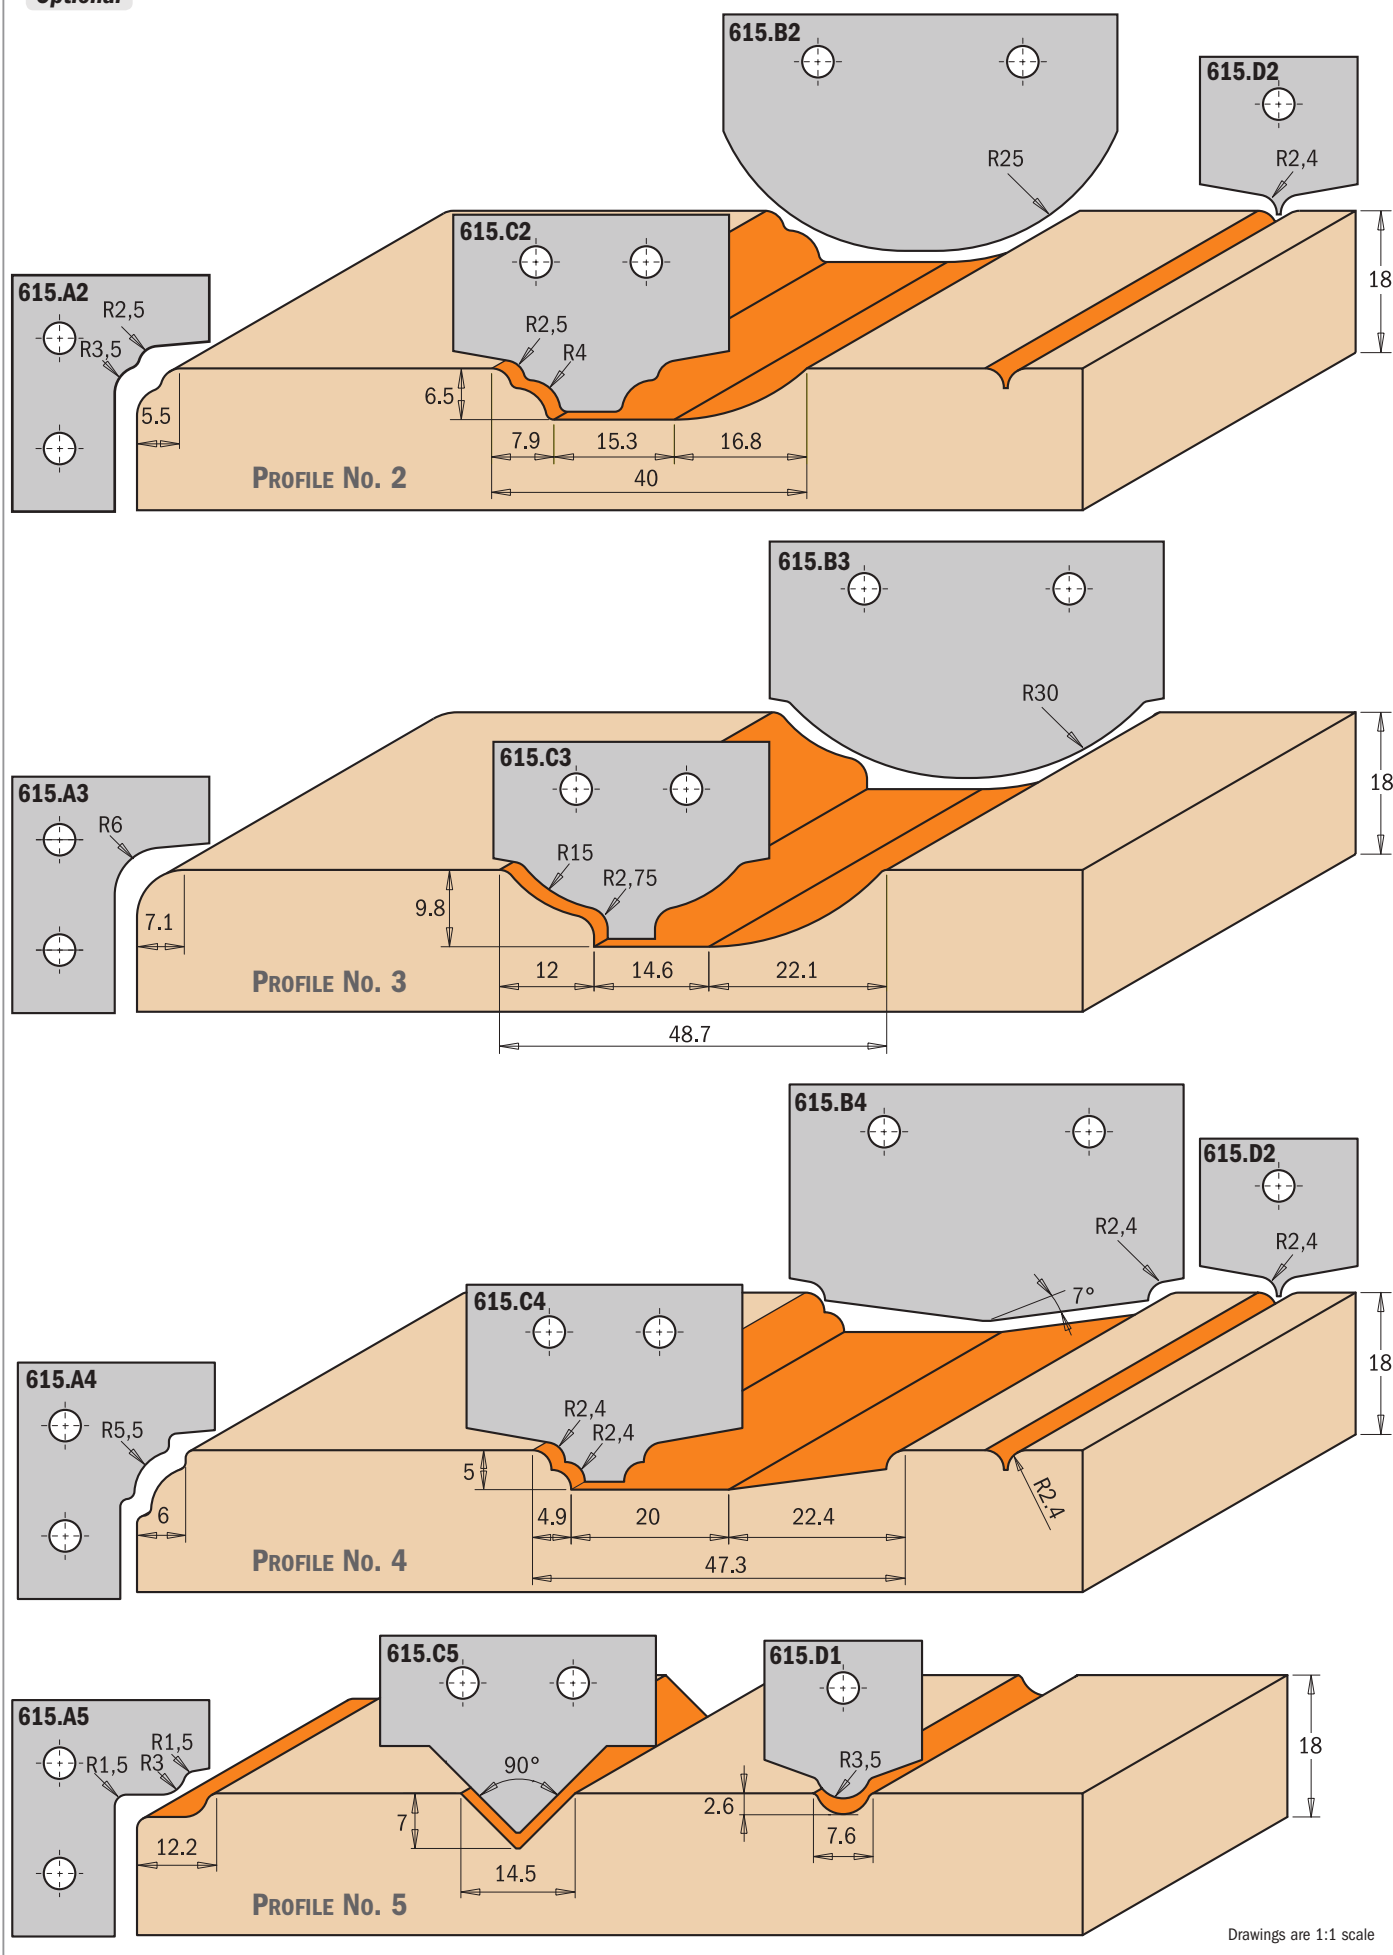 Optional
615.B2
615.D2
R25
R2,4
615.C2
615.A2
R2,5
R3,5
R2,5
R4
18
6.5
5.5
7.9
15.3
16.8
40
PROFILE NO. 2
615.B3
R30
615.C3
615.A3
R6
R15
R2,75
18
9.8
7.1
12
14.6
22.1
48.7
PROFILE NO. 3
615.B4
615.D2
R2,4
R2,4
7°
615.C4
615.A4
R5,5
R2,4
R2,4
18
5
6
4.9
20
22.4
R2.4
47.3
PROFILE NO. 4
615.C5
615.D1
615.A5
R1,5
R3
R1,5
90°
R3,5
18
7
2.6
12.2
14.5
7.6
PROFILE NO. 5
Drawings are 1:1 scale